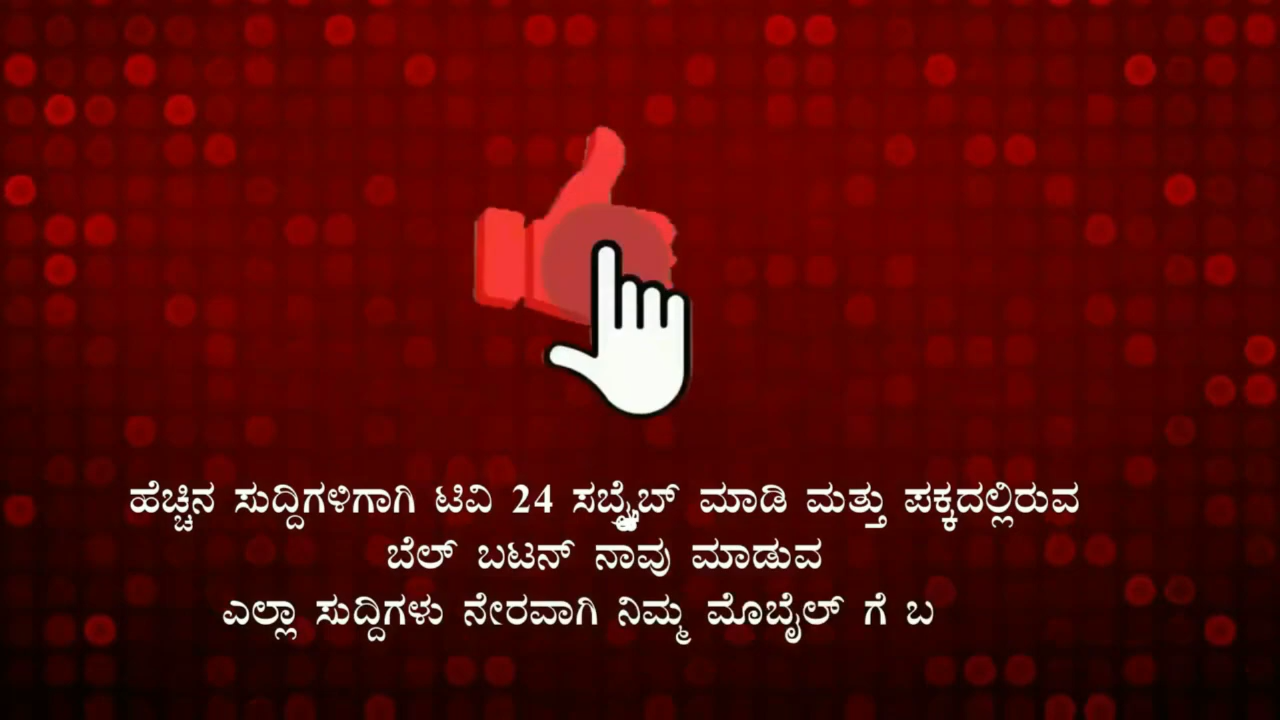 ಹೆಚ್ಚಿನ ಸುದ್ದಿಗಳಿಗಾಗಿ ಟಿವಿ 24 ಸಬ್ಸ್ಕ್ರೈಬ್ ಮಾಡಿ ಮತ್ತು ಪಕ್ಕದಲ್ಲಿರುವ
ಬೆಲ್ ಬಟನ್ ನಾವು ಮಾಡುವ
ಎಲ್ಲಾ ಸುದ್ದಿಗಳು ನೇರವಾಗಿ ನಿಮ್ಮ ಮೊಬೈಲ್ ಗೆ ಬ